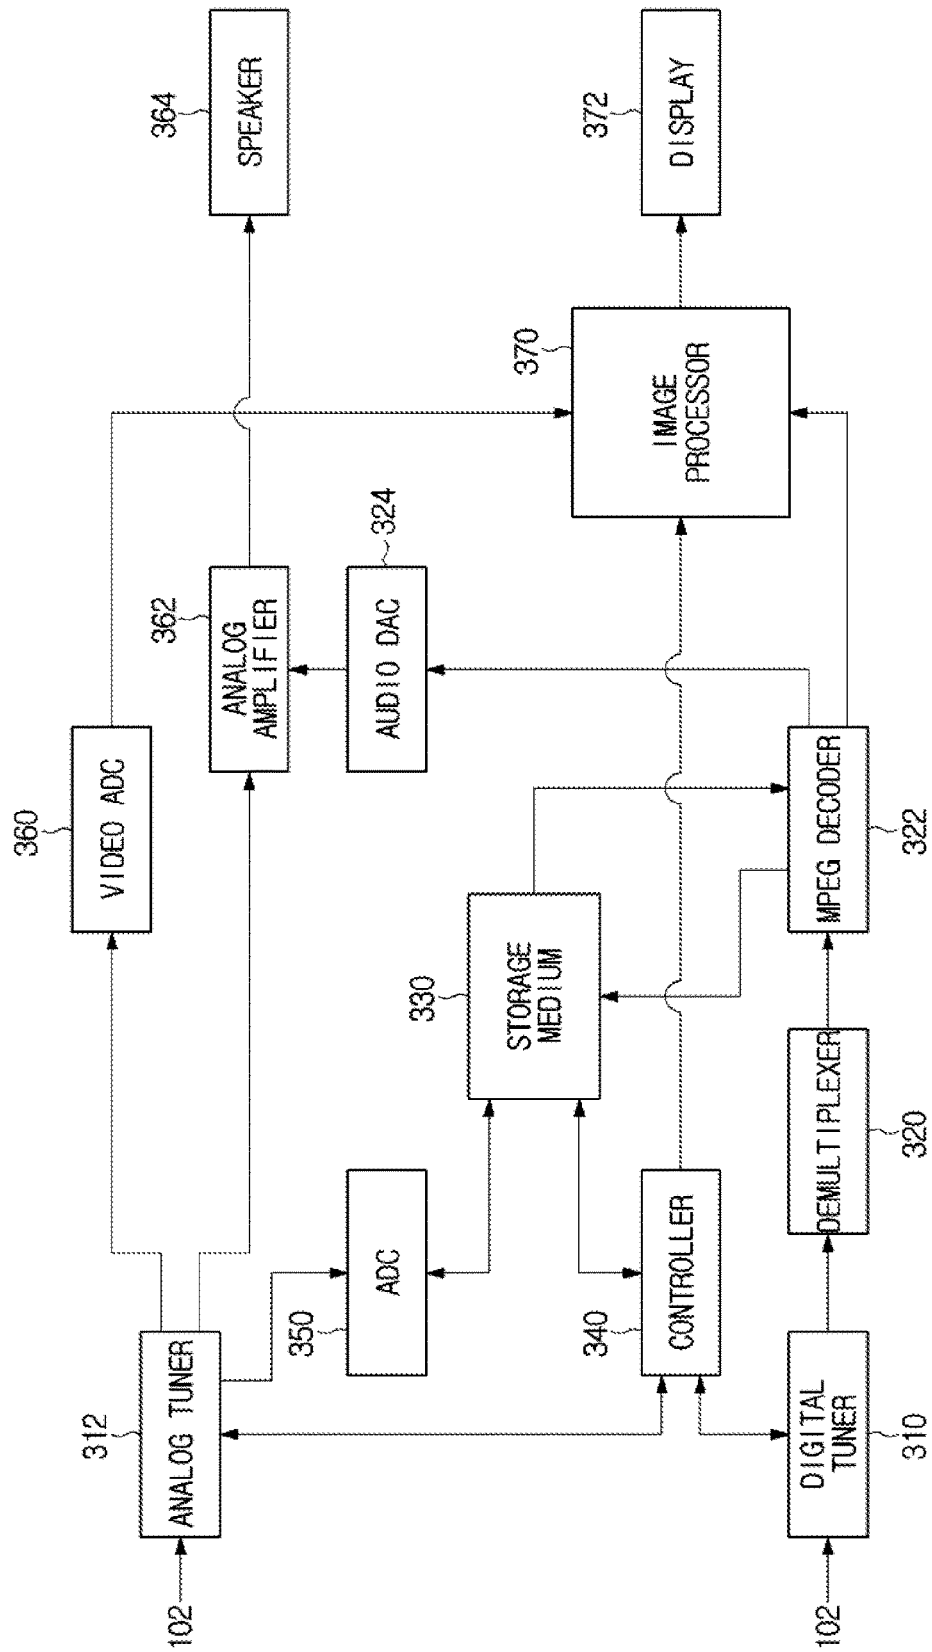 360
VIDEO ADC
364
SPEAKER
362
ANALOG
AMPLIFIER
312
ANALOG TUNER
102
350
ADC
324
AUDIO DAC
330
STORAGE
MEDIUM
370
IMAGE
PROCESSOR
372
DISPLAY
340
CONTROLLER
102
DIGITAL
TUNER
310
DEMULTIPLEXER
320
MPEG DECODER
322